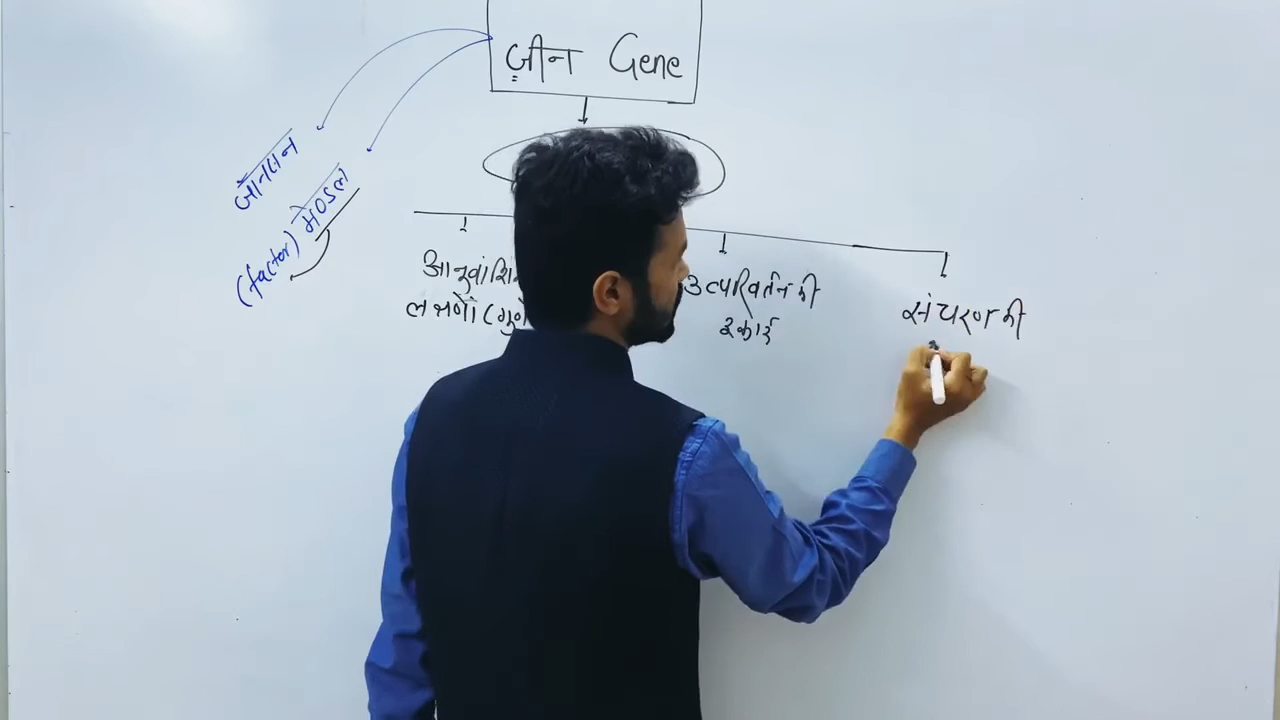 जीन Gene
जॉनसन
(factor) मेण्डल
आनुवांशि
लक्षणों (गुणो
उत्परिवर्तन की
इकाई
संचरण की